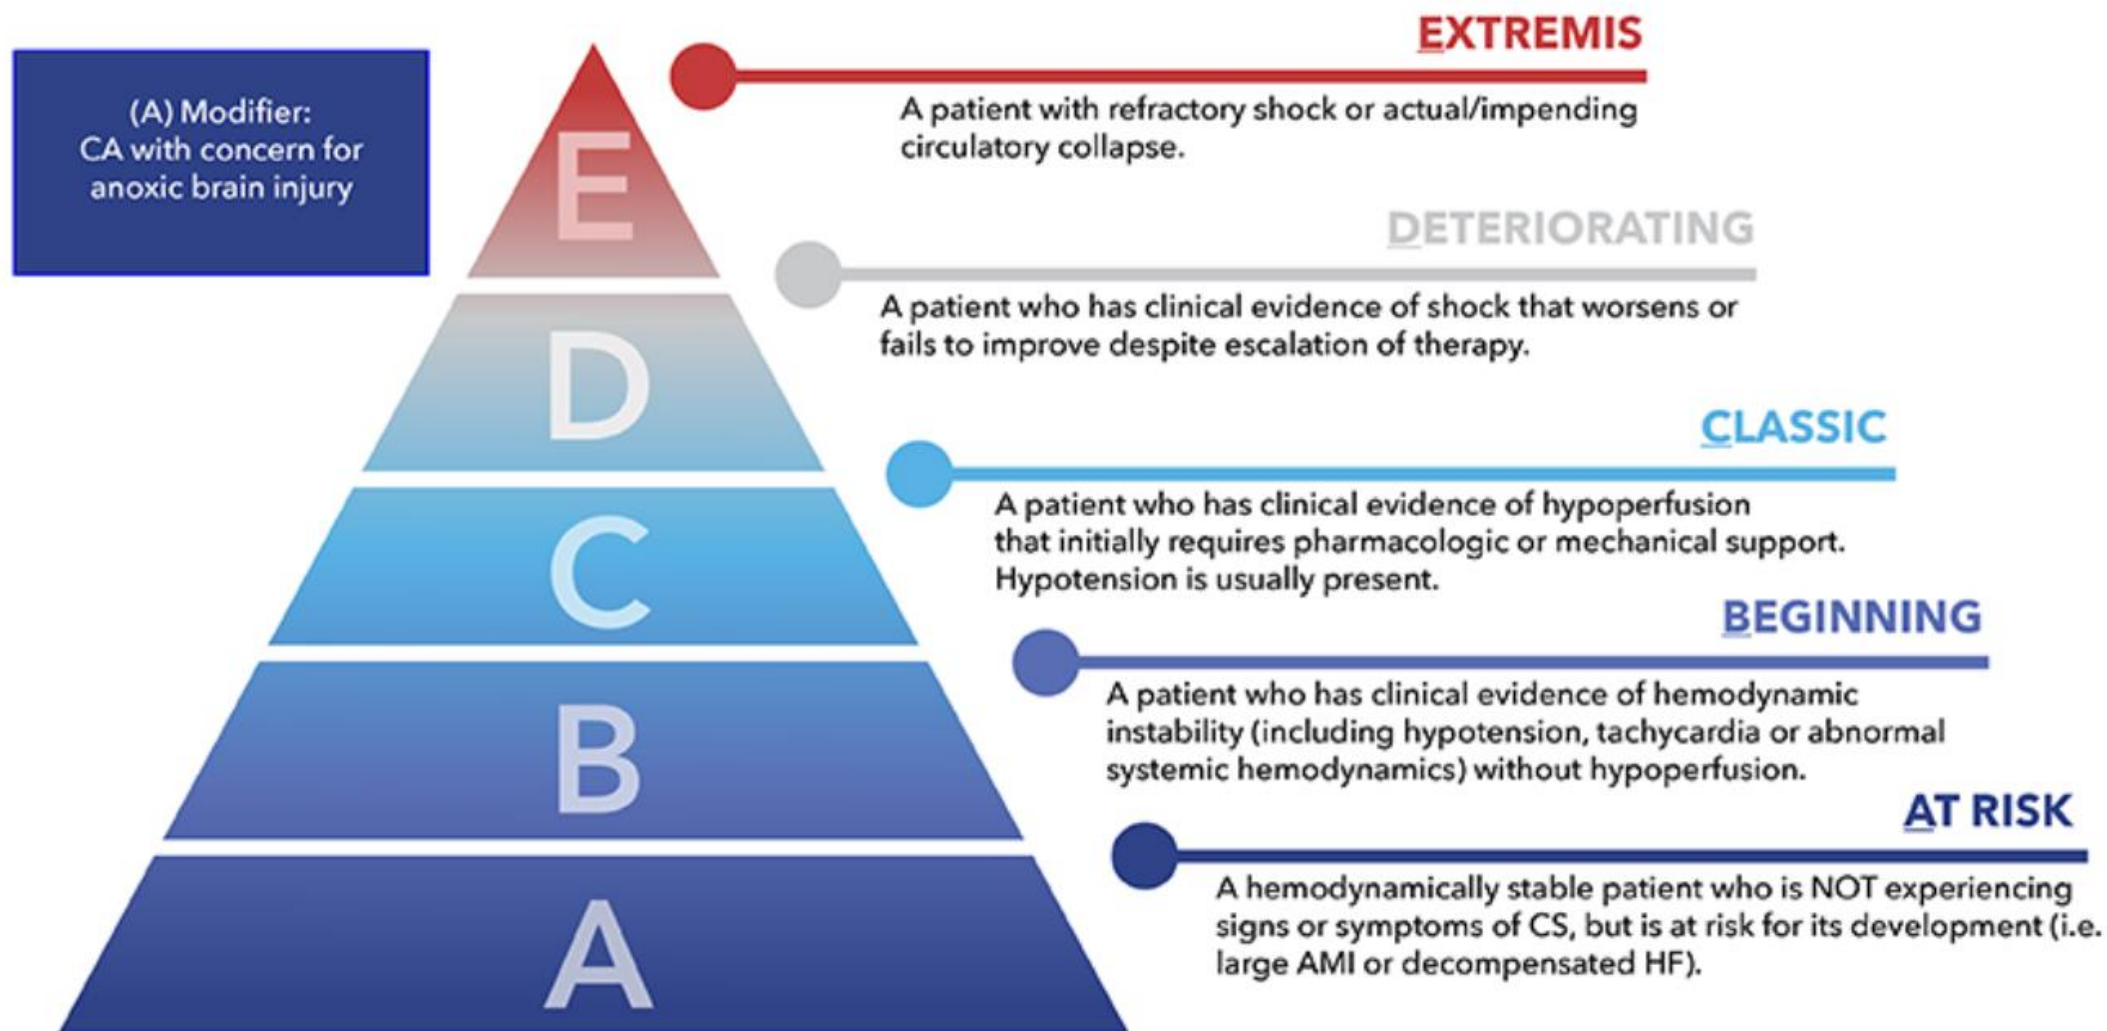 (A) Modifier:
CA with concern for
anoxic brain injury
E
EXTREMIS
A patient with refractory shock or actual/impending
circulatory collapse.
D
DETERIORATING
A patient who has clinical evidence of shock that worsens or
fails to improve despite escalation of therapy.
C
CLASSIC
A patient who has clinical evidence of hypoperfusion
that initially requires pharmacologic or mechanical support.
Hypotension is usually present.
B
BEGINNING
A patient who has clinical evidence of hemodynamic
instability (including hypotension, tachycardia or abnormal
systemic hemodynamics) without hypoperfusion.
A
AT RISK
A hemodynamically stable patient who is NOT experiencing
signs or symptoms of CS, but is at risk for its development (i.e.
large AMI or decompensated HF).